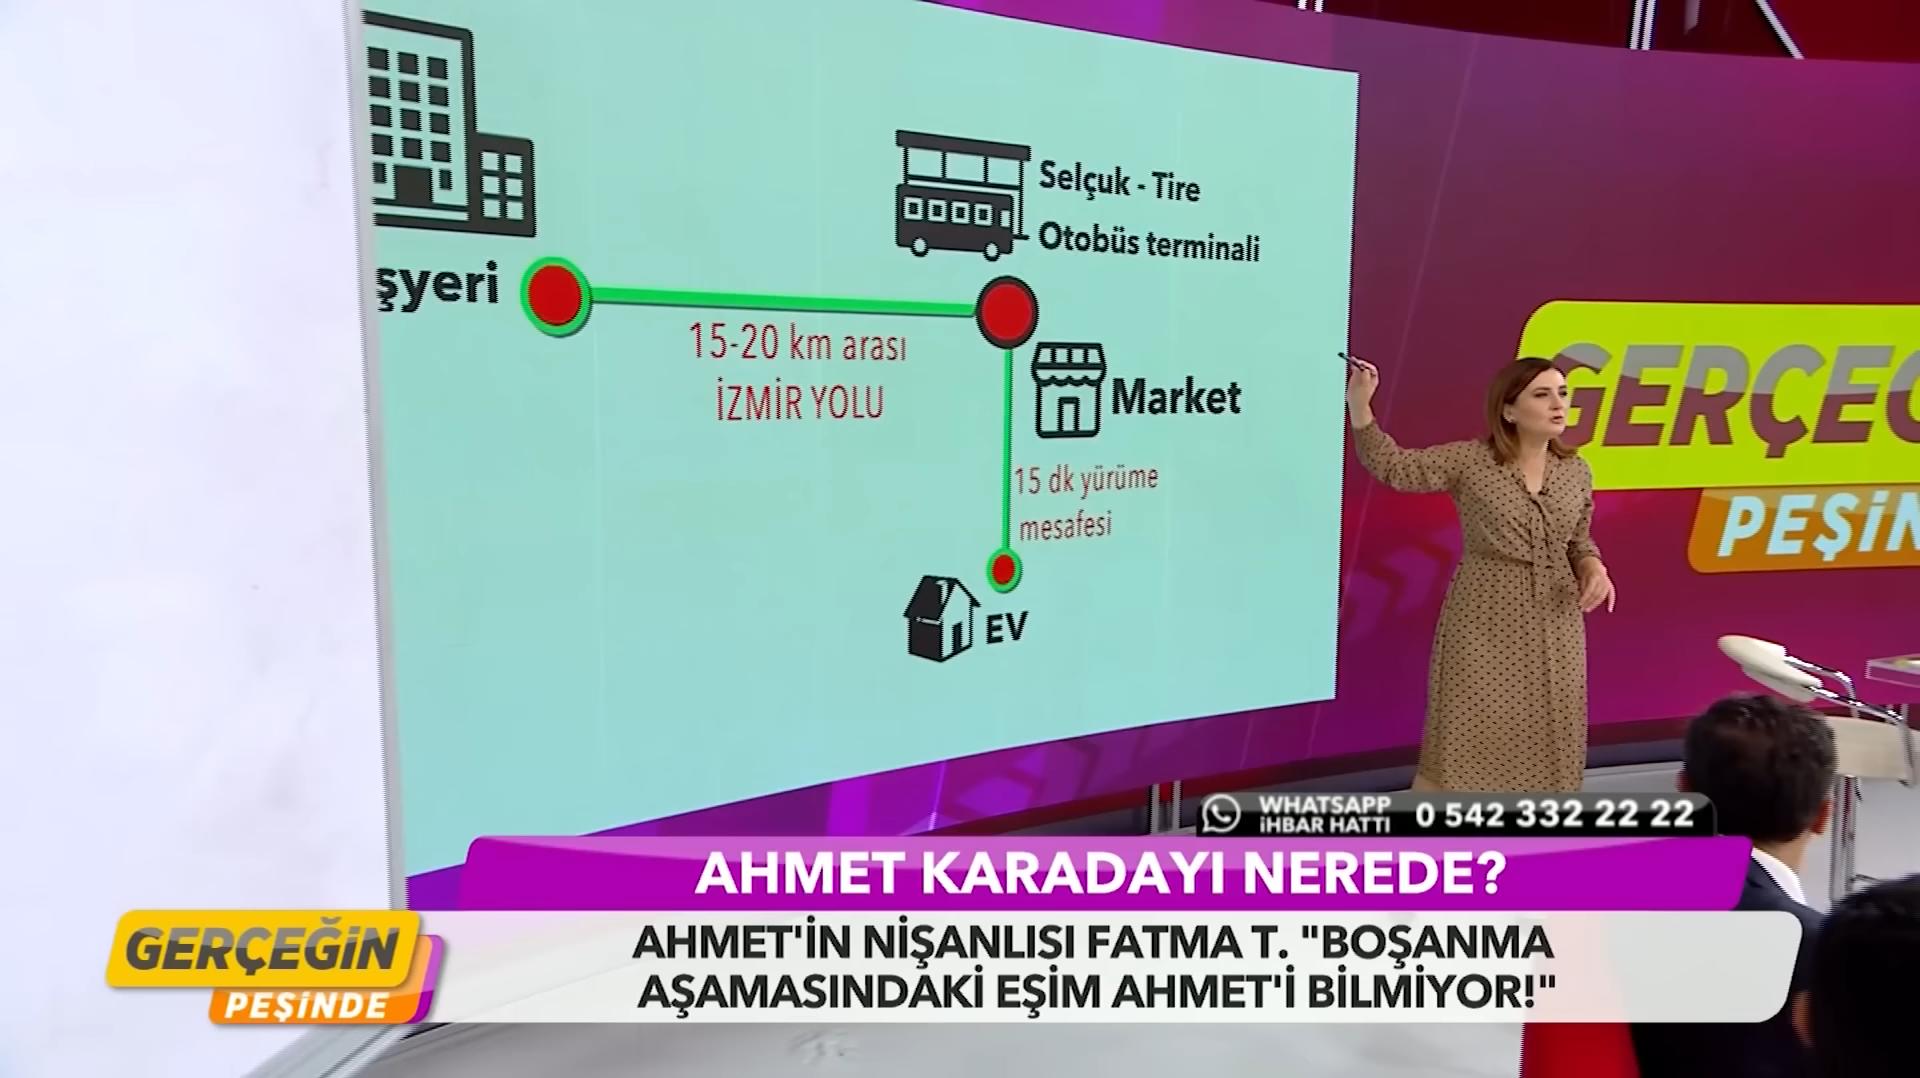 Selçuk - Tire
Otobüs terminali
şyeri
15-20 km arası
İZMİR YOLU
Market
15 dk yürüme
mesafesi
EV
GERÇEĞ
PEŞİN
WHATSAPP
İHBAR HATTI
0 542 332 22 22
AHMET KARADAYI NEREDE?
GERÇEĞİN
PEŞİNDE
AHMET'İN NİŞANLISI FATMA T. "BOŞANMA
AŞAMASINDAKİ EŞİM AHMET'İ BİLMİYOR!"